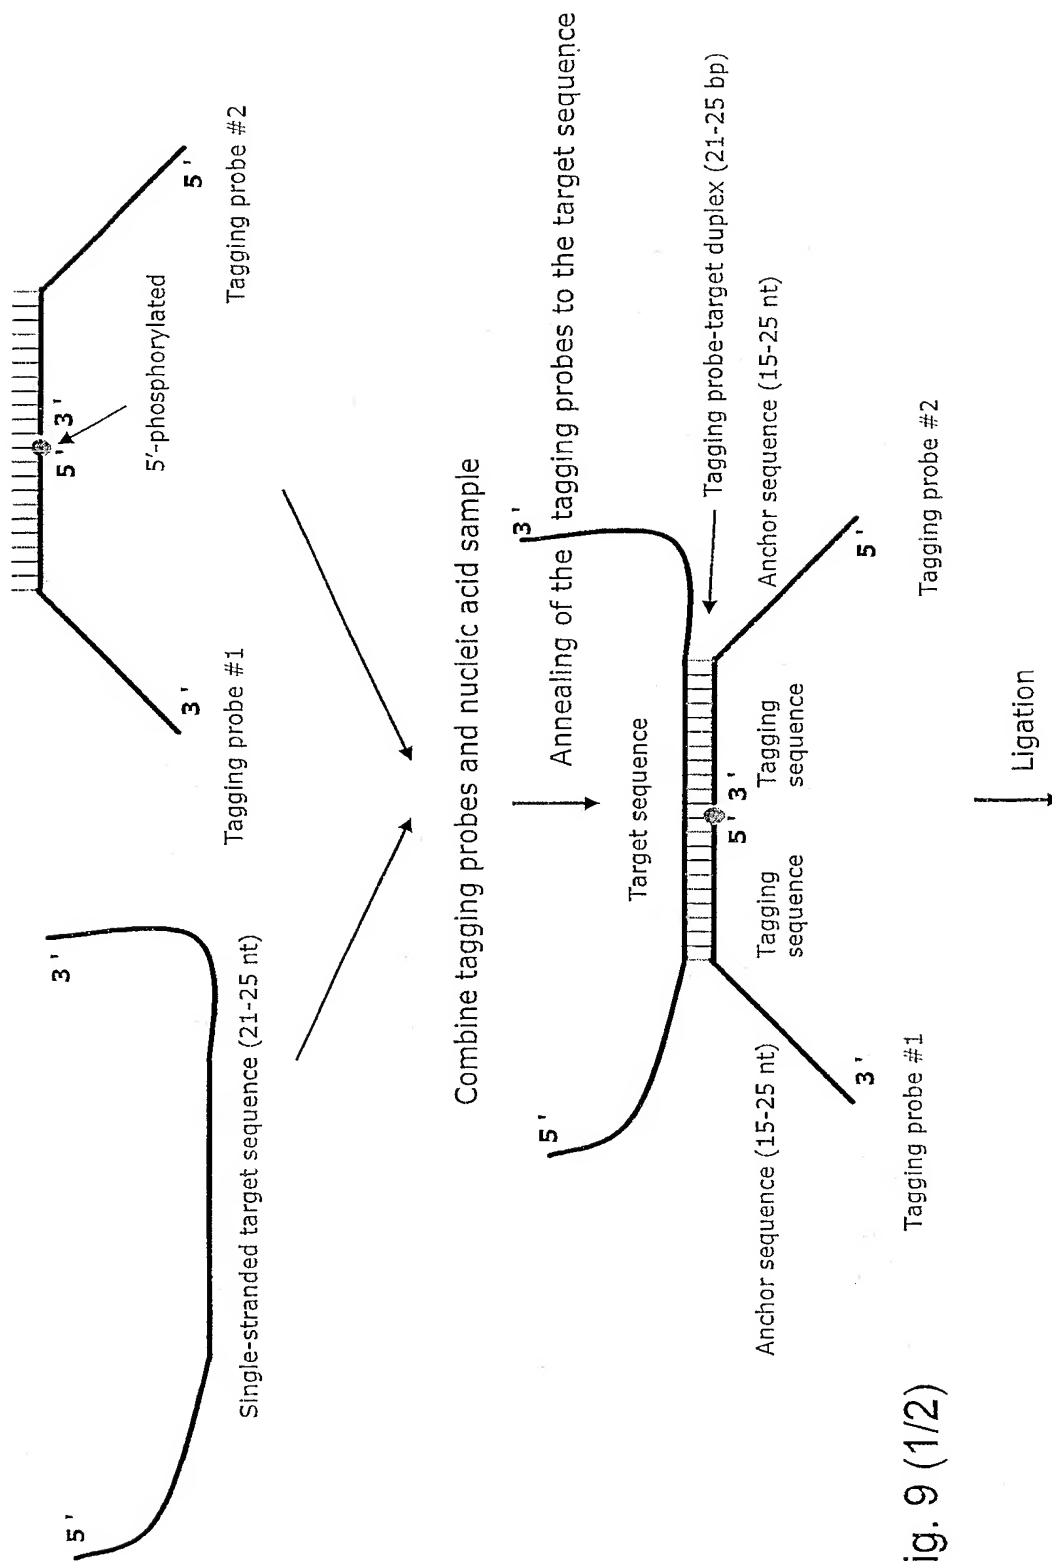 5'
3'
Single-stranded target sequence (21-25 nt)
3'
5'
3'
5'
5'-phosphorylated
Tagging probe #1
Tagging probe #2
Combine tagging probes and nucleic acid sample
Annealing of the tagging probes to the target sequence
5'
3'
Target sequence
Tagging probe-target duplex (21-25 bp)
5'
3'
Anchor sequence (15-25 nt)
Tagging
sequence
Tagging
sequence
Anchor sequence (15-25 nt)
3'
5'
Tagging probe #1
Tagging probe #2
ig. 9 (1/2)
Ligation